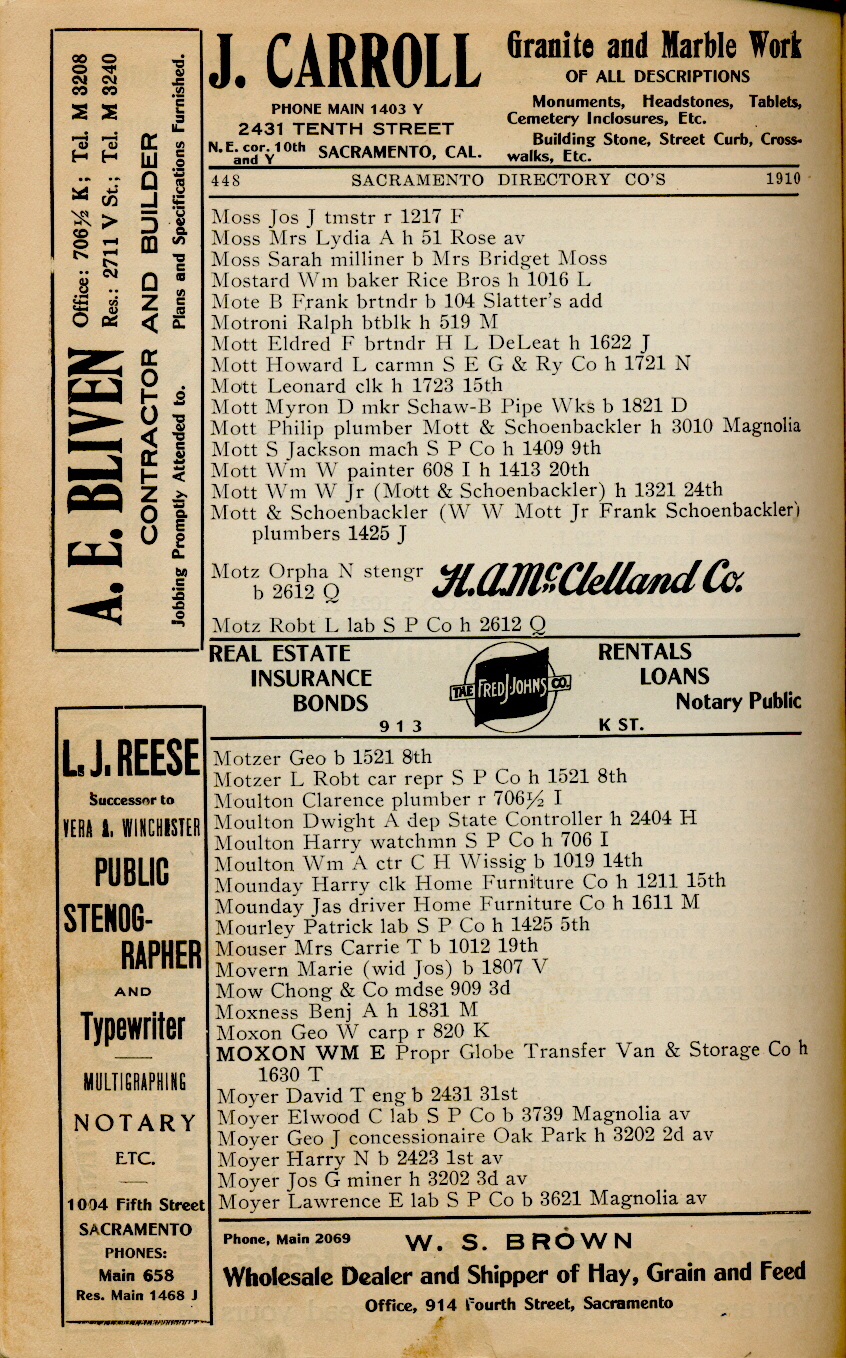 J. CARROLL
PHONE MAIN 1403 Y
2431 TENTH STREET
N. E. cor. 10th and Y SACRAMENTO, CAL.
Granite and Marble Work
OF ALL DESCRIPTIONS
Monuments, Headstones, Tablets,
Cemetery Inclosures, Etc.
Building Stone, Street Curb, Cross-
walks, Etc.
448 SACRAMENTO DIRECTORY CO'S 1910
A. E. BLIVEN
Office: 706½ K; Tel. M 3208
Res.: 2711 V St.; Tel. M 3240
CONTRACTOR AND BUILDER
Jobbing Promptly Attended to. Plans and Specifications Furnished.
Moss Jos J tmstr r 1217 F
Moss Mrs Lydia A h 51 Rose av
Moss Sarah milliner b Mrs Bridget Moss
Mostard Wm baker Rice Bros h 1016 L
Mote B Frank brtndr b 104 Slatter's add
Motroni Ralph btblk h 519 M
Mott Eldred F brtndr H L DeLeat h 1622 J
Mott Howard L carmn S E G & Ry Co h 1721 N
Mott Leonard clk h 1723 15th
Mott Myron D mkr Schaw-B Pipe Wks b 1821 D
Mott Philip plumber Mott & Schoenbackler h 3010 Magnolia
Mott S Jackson mach S P Co h 1409 9th
Mott Wm W painter 608 I h 1413 20th
Mott Wm W Jr (Mott & Schoenbackler) h 1321 24th
Mott & Schoenbackler (W W Mott Jr Frank Schoenbackler)
plumbers 1425 J
Motz Orpha N stengr
b 2612 Q
H.A. McClelland Co.
Motz Robt L lab S P Co h 2612 Q
REAL ESTATE
INSURANCE
BONDS
913
THE FRED J. JOHNS CO.
RENTALS
LOANS
Notary Public
K ST.
L. J. REESE
Successor to
VERA A. WINCHESTER
PUBLIC
STENOG-
RAPHER
AND
Typewriter
MULTIGRAPHING
NOTARY
ETC.
1004 Fifth Street
SACRAMENTO
PHONES:
Main 658
Res. Main 1468 J
Motzer Geo b 1521 8th
Motzer L Robt car repr S P Co h 1521 8th
Moulton Clarence plumber r 706½ I
Moulton Dwight A dep State Controller h 2404 H
Moulton Harry watchmn S P Co h 706 I
Moulton Wm A ctr C H Wissig b 1019 14th
Mounday Harry clk Home Furniture Co h 1211 15th
Mounday Jas driver Home Furniture Co h 1611 M
Mourley Patrick lab S P Co h 1425 5th
Mouser Mrs Carrie T b 1012 19th
Movern Marie (wid Jos) b 1807 V
Mow Chong & Co mdse 909 3d
Moxness Benj A h 1831 M
Moxon Geo W carp r 820 K
MOXON WM E Propr Globe Transfer Van & Storage Co h
1630 T
Moyer David T eng b 2431 31st
Moyer Elwood C lab S P Co b 3739 Magnolia av
Moyer Geo J concessionaire Oak Park h 3202 2d av
Moyer Harry N b 2423 1st av
Moyer Jos G miner h 3202 3d av
Moyer Lawrence E lab S P Co b 3621 Magnolia av
Phone, Main 2069 W. S. BROWN
Wholesale Dealer and Shipper of Hay, Grain and Feed
Office, 914 Fourth Street, Sacramento